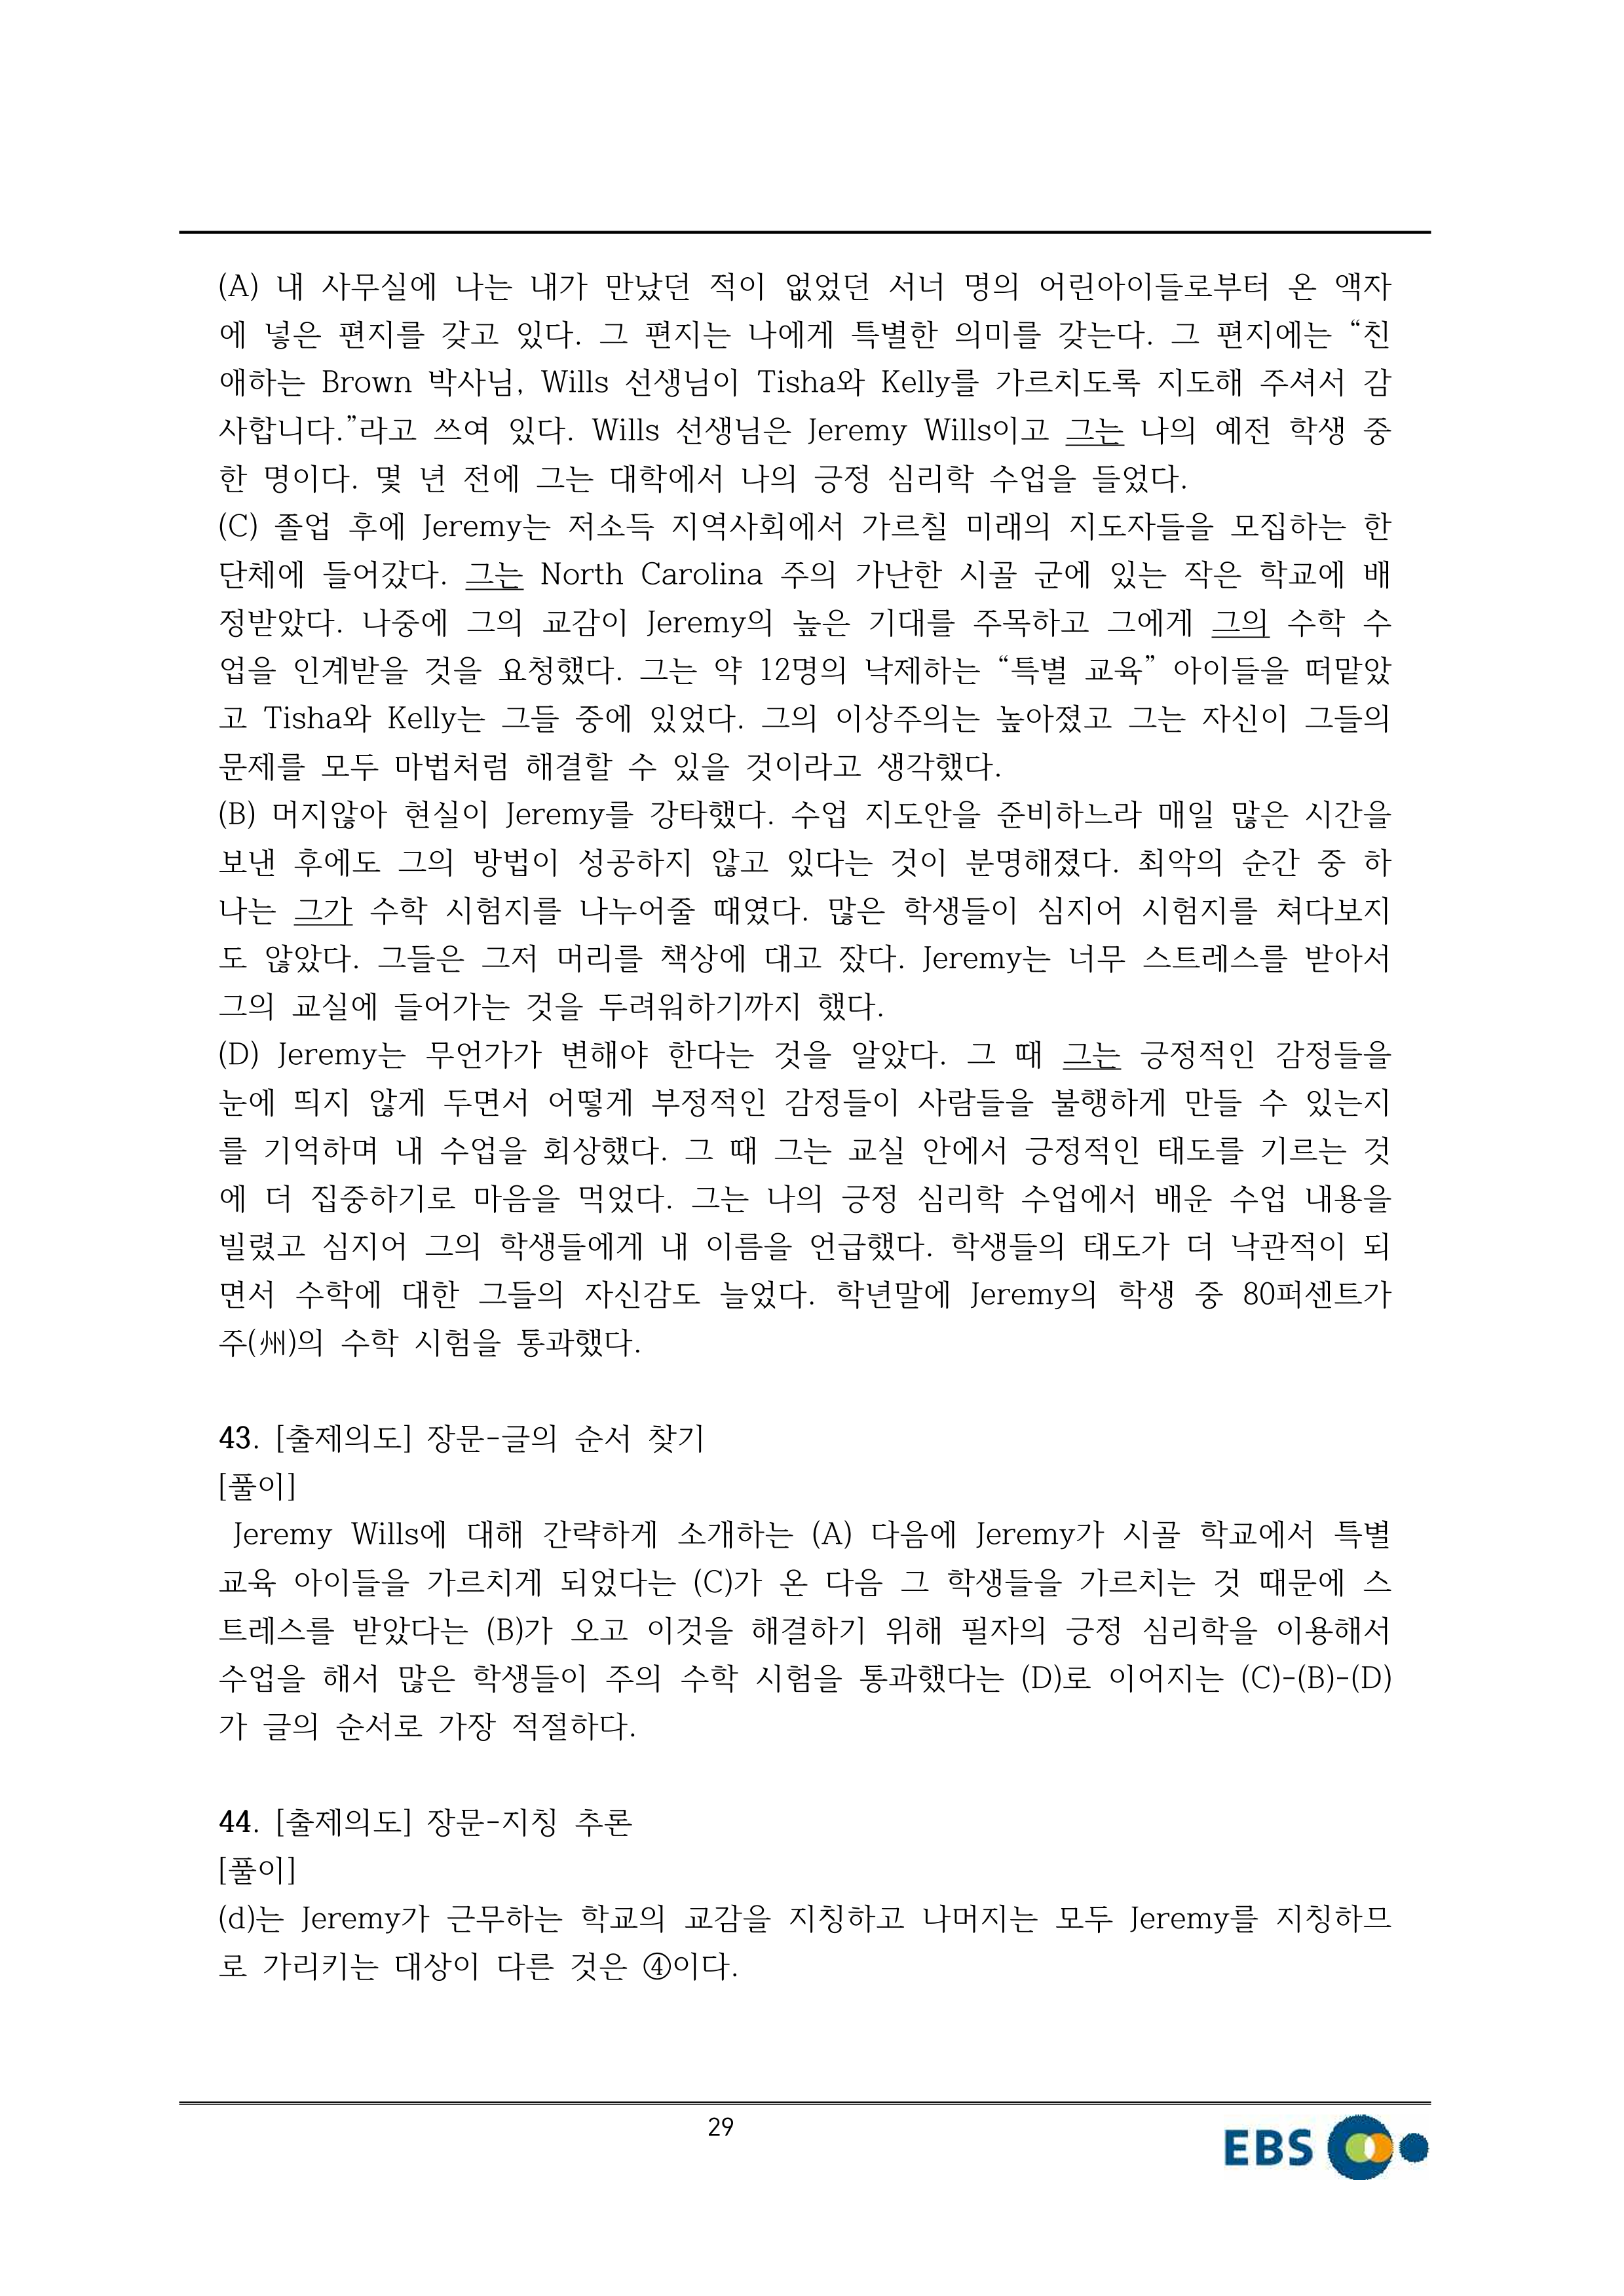 (A) 내 사무실에 나는 내가 만났던 적이 없었던 서너 명의 어린아이들로부터 온 액자
에 넣은 편지를 갖고 있다. 그 편지는 나에게 특별한 의미를 갖는다. 그 편지에는 “친
애하는 Brown 박사님, Wills 선생님이 Tisha와 Kelly를 가르치도록 지도해 주셔서 감
사합니다.”라고 쓰여 있다. Wills 선생님은 Jeremy Wills이고 그는 나의 예전 학생 중
한 명이다. 몇 년 전에 그는 대학에서 나의 긍정 심리학 수업을 들었다.
(C) 졸업 후에 Jeremy는 저소득 지역사회에서 가르칠 미래의 지도자들을 모집하는 한
단체에 들어갔다. 그는 North Carolina 주의 가난한 시골 군에 있는 작은 학교에 배
정받았다. 나중에 그의 교감이 Jeremy의 높은 기대를 주목하고 그에게 그의 수학 수
업을 인계받을 것을 요청했다. 그는 약 12명의 낙제하는 “특별 교육” 아이들을 떠맡았
고 Tisha와 Kelly는 그들 중에 있었다. 그의 이상주의는 높아졌고 그는 자신이 그들의
문제를 모두 마법처럼 해결할 수 있을 것이라고 생각했다.
(B) 머지않아 현실이 Jeremy를 강타했다. 수업 지도안을 준비하느라 매일 많은 시간을
보낸 후에도 그의 방법이 성공하지 않고 있다는 것이 분명해졌다. 최악의 순간 중 하
나는 그가 수학 시험지를 나누어줄 때였다. 많은 학생들이 심지어 시험지를 쳐다보지
도 않았다. 그들은 그저 머리를 책상에 대고 잤다. Jeremy는 너무 스트레스를 받아서
그의 교실에 들어가는 것을 두려워하기까지 했다.
(D) Jeremy는 무언가가 변해야 한다는 것을 알았다. 그 때 그는 긍정적인 감정들을
눈에 띄지 않게 두면서 어떻게 부정적인 감정들이 사람들을 불행하게 만들 수 있는지
를 기억하며 내 수업을 회상했다. 그 때 그는 교실 안에서 긍정적인 태도를 기르는 것
에 더 집중하기로 마음을 먹었다. 그는 나의 긍정 심리학 수업에서 배운 수업 내용을
빌렸고 심지어 그의 학생들에게 내 이름을 언급했다. 학생들의 태도가 더 낙관적이 되
면서 수학에 대한 그들의 자신감도 늘었다. 학년말에 Jeremy의 학생 중 80퍼센트가
주(州)의 수학 시험을 통과했다.
43. [출제의도] 장문-글의 순서 찾기
[풀이]
Jeremy Wills에 대해 간략하게 소개하는 (A) 다음에 Jeremy가 시골 학교에서 특별
교육 아이들을 가르치게 되었다는 (C)가 온 다음 그 학생들을 가르치는 것 때문에 스
트레스를 받았다는 (B)가 오고 이것을 해결하기 위해 필자의 긍정 심리학을 이용해서
수업을 해서 많은 학생들이 주의 수학 시험을 통과했다는 (D)로 이어지는 (C)-(B)-(D)
가 글의 순서로 가장 적절하다.
44. [출제의도] 장문-지칭 추론
[풀이]
(d)는 Jeremy가 근무하는 학교의 교감을 지칭하고 나머지는 모두 Jeremy를 지칭하므
로 가리키는 대상이 다른 것은 ④이다.
29
EBS